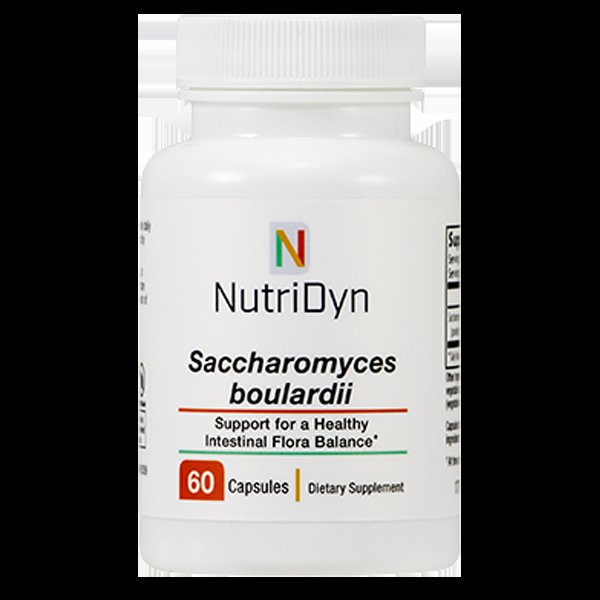 N
NutriDyn
Saccharomyces
boulardii
Support for a Healthy
Intestinal Flora Balance*
60 Capsules Dietary Supplement